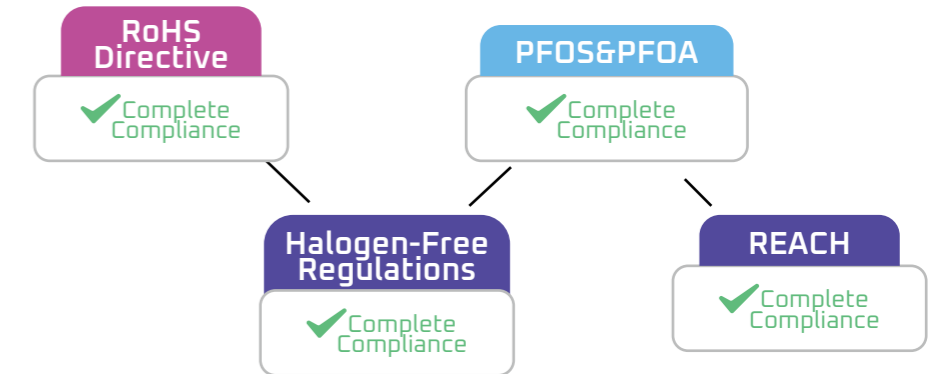 RoHS
Directive
Complete
Compliance
PFOS&PFOA
Complete
Compliance
Halogen-Free
Regulations
Complete
Compliance
REACH
Complete
Compliance